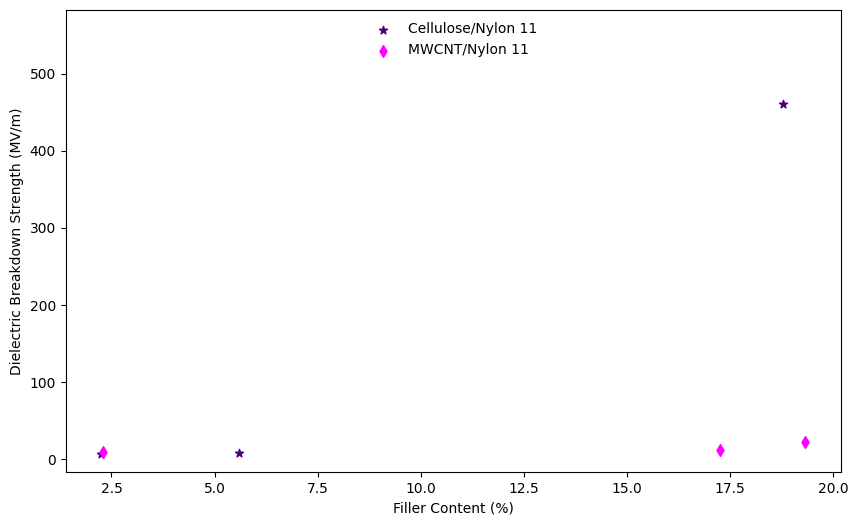 Cellulose/Nylon 11
MWCNT/Nylon 11
Dielectric Breakdown Strength (MV/m)
500
400
300
200
100
0
2.5 5.0 7.5 10.0 12.5 15.0 17.5 20.0
Filler Content (%)